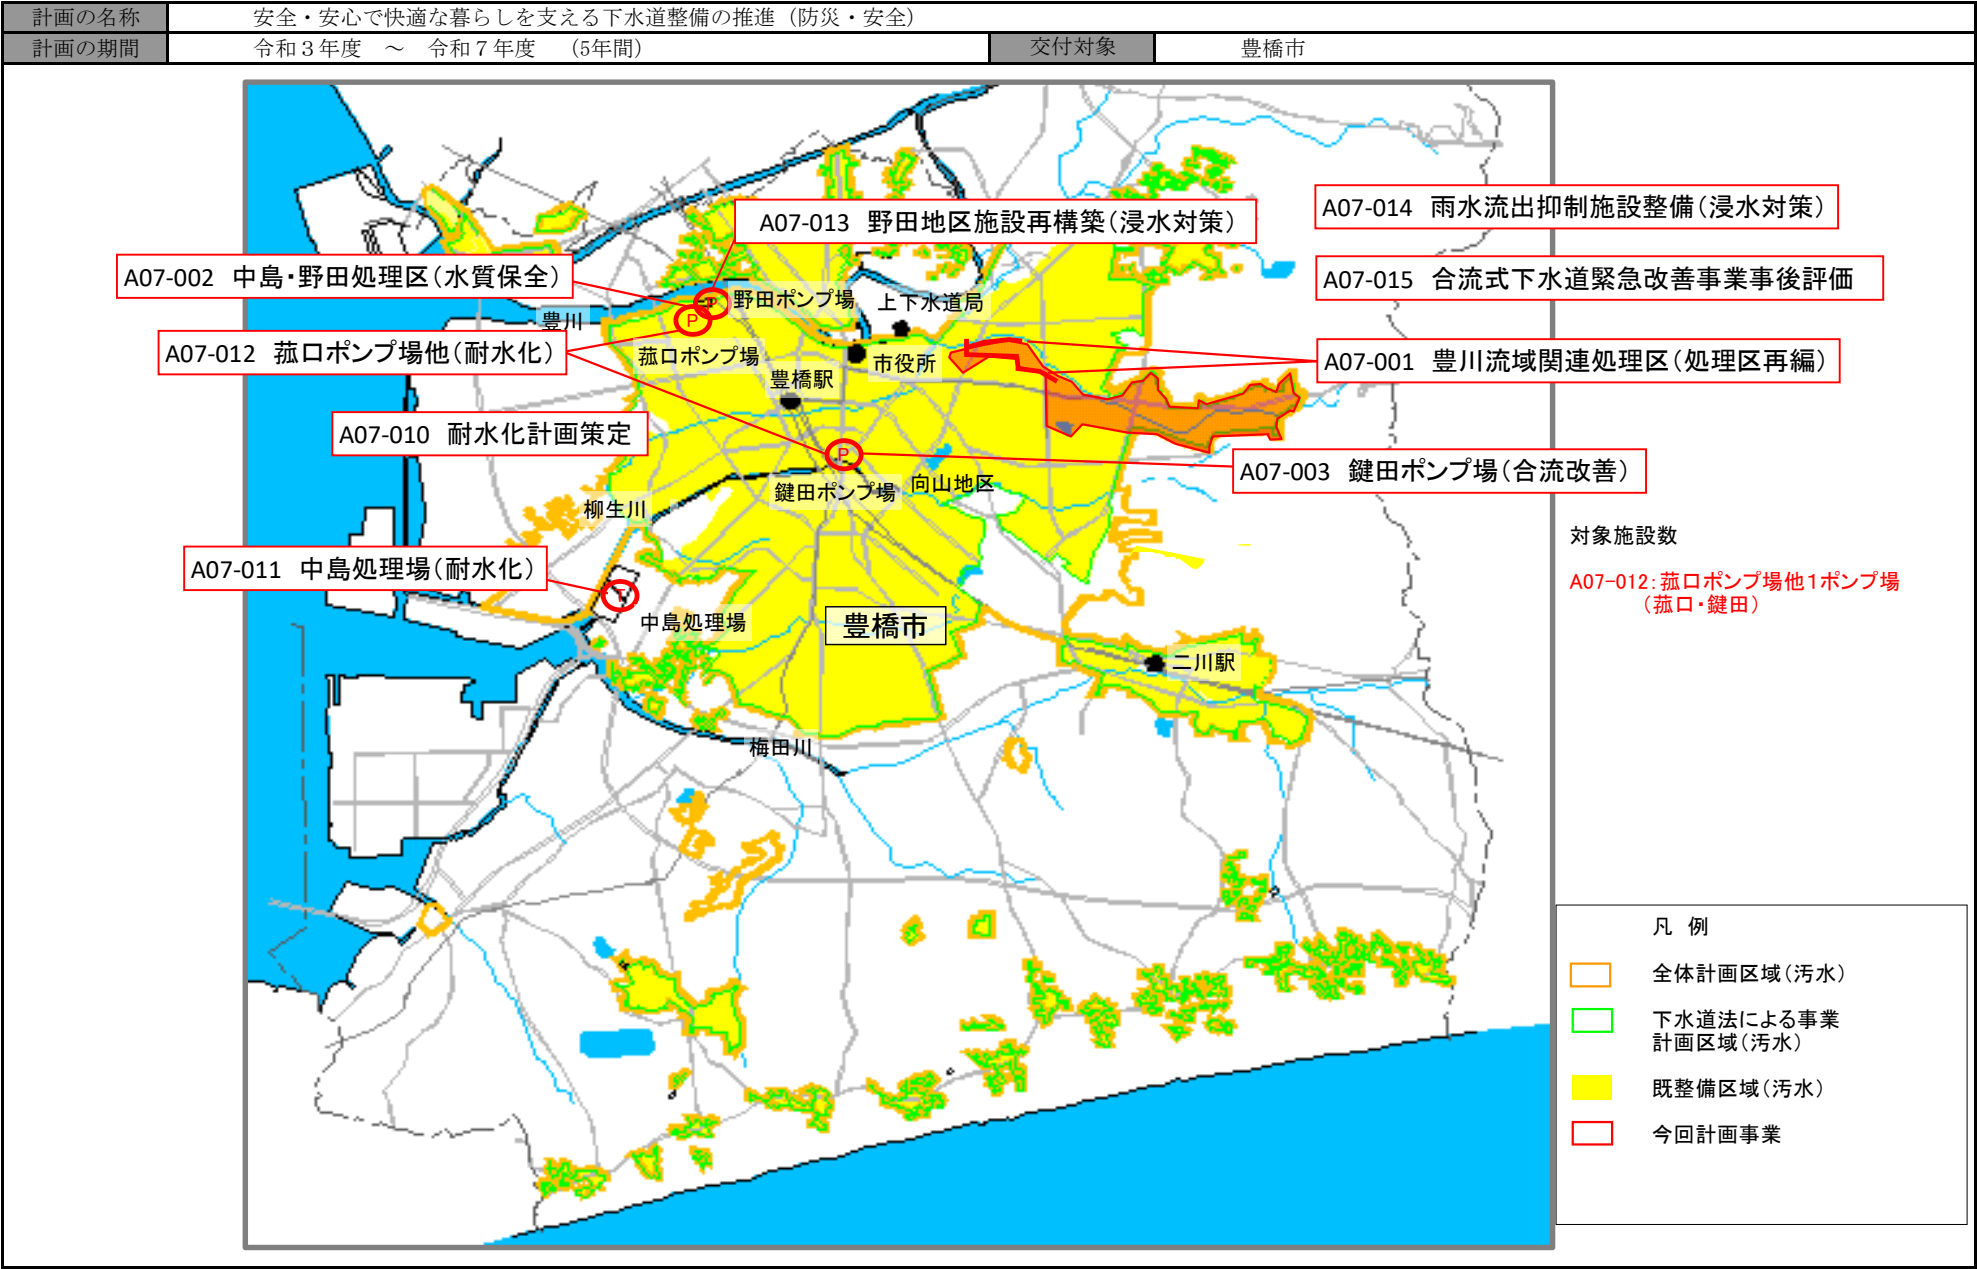 計画の名称
安全・安心で快適な暮らしを支える下水道整備の推進（防災・安全）
計画の期間
令和３年度　～　令和７年度　（5年間）
交付対象
豊橋市
A07-013 野田地区施設再構築（浸水対策）
A07-014 雨水流出抑制施設整備（浸水対策）
A07-002 中島・野田処理区（水質保全）
A07-015 合流式下水道緊急改善事業事後評価
野田ポンプ場
上下水道局
豊川
P
P
A07-012 菰口ポンプ場他（耐水化）
菰口ポンプ場
市役所
A07-001 豊川流域関連処理区（処理区再編）
豊橋駅
A07-010 耐水化計画策定
P
A07-003 鍵田ポンプ場（合流改善）
鍵田ポンプ場
向山地区
柳生川
対象施設数
A07-011 中島処理場（耐水化）
A07-012：菰口ポンプ場他１ポンプ場
（菰口・鍵田）
中島処理場
豊橋市
二川駅
梅田川
凡 例
全体計画区域（汚水）
下水道法による事業
計画区域（汚水）
既整備区域（汚水）
今回計画事業